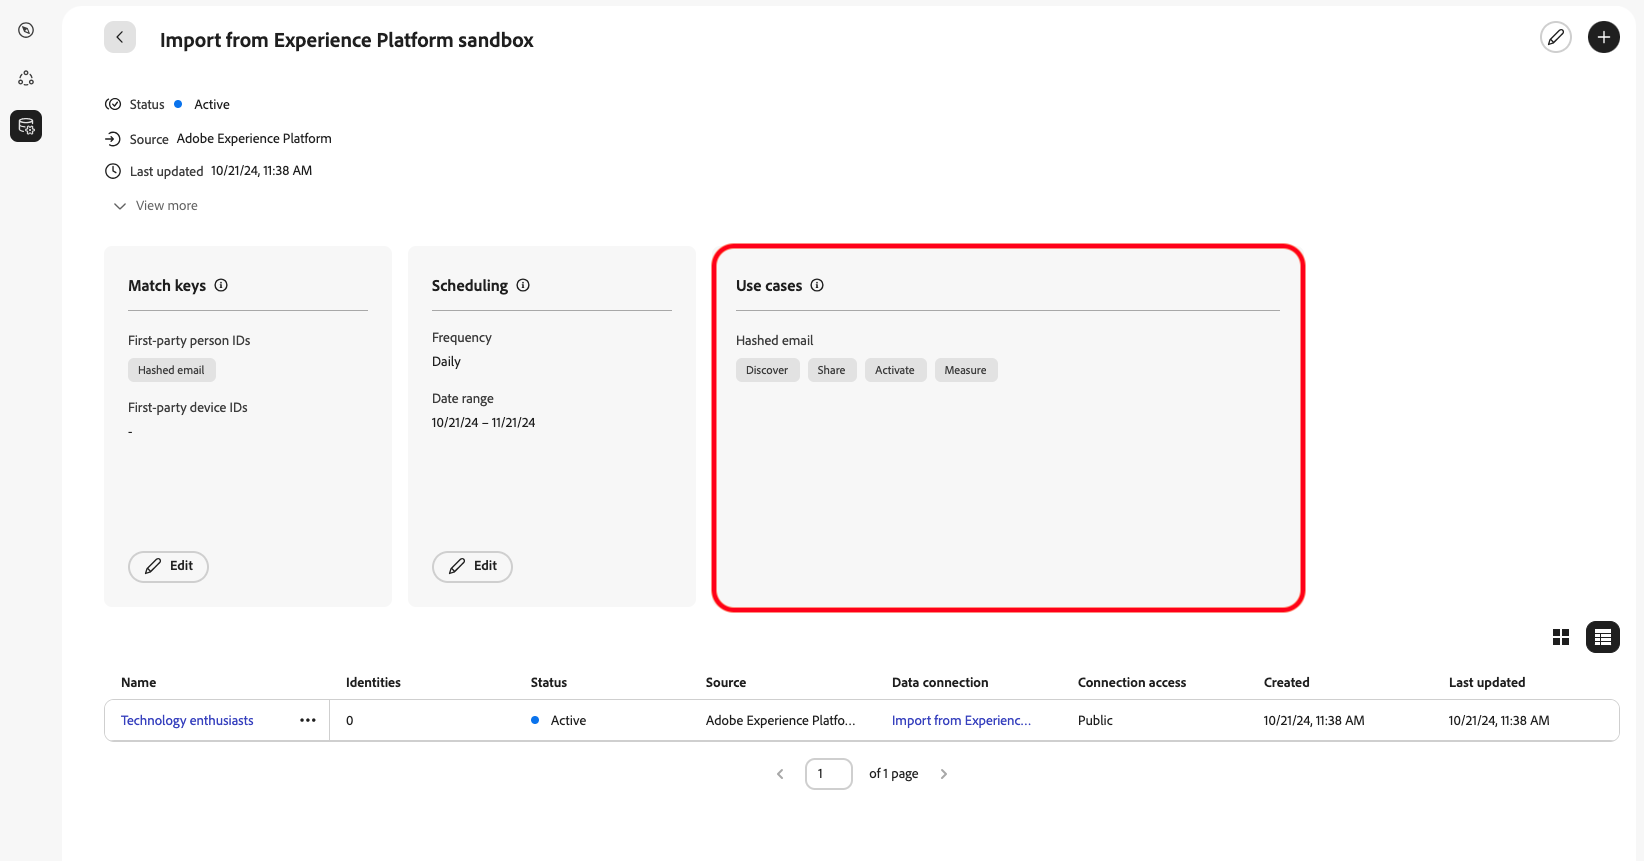 Import from Experience Platform sandbox
Status Active
Source Adobe Experience Platform
Last updated 10/21/24, 11:38 AM
View more
Match keys
First-party person IDs
Hashed email
First-party device IDs
-
Edit
Scheduling
Frequency
Daily
Date range
10/21/24 – 11/21/24
Edit
Use cases
Hashed email
Discover Share Activate Measure
Name Identities Status Source Data connection Connection access Created Last updated
Technology enthusiasts ••• 0 Active Adobe Experience Platfo... Import from Experienc... Public 10/21/24, 11:38 AM 10/21/24, 11:38 AM
1 of 1 page